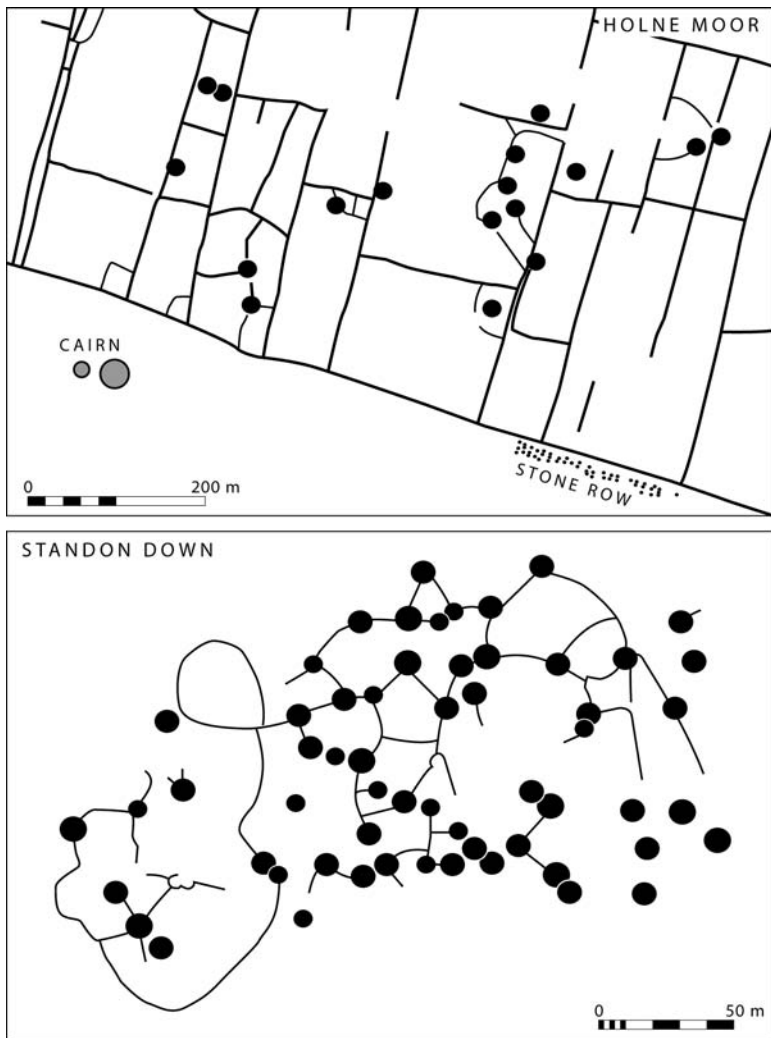 HOLNE MOOR
CAIRN
STONE ROW
0 200 m
STANDON DOWN
0 50 m